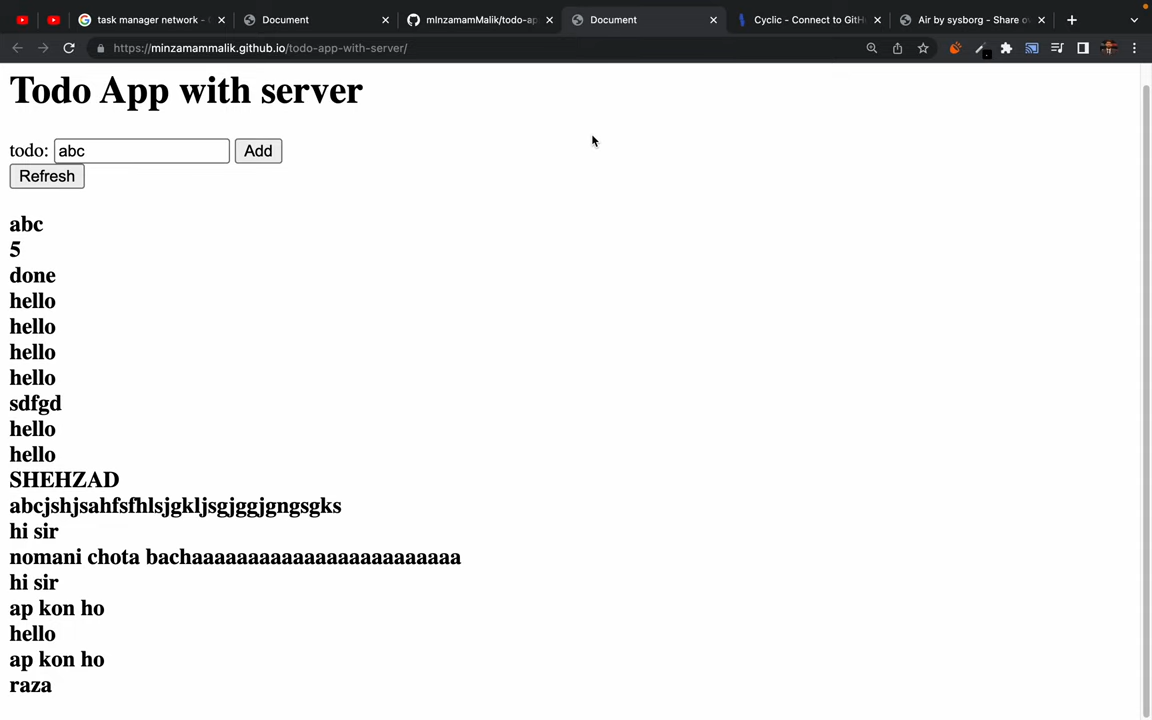 task manager network -
Document
mInzamamMalik/todo-ap
Document
Cyclic - Connect to GitH
Air by sysborg - Share o
https://minzamammalik.github.io/todo-app-with-server/
Todo App with server
todo: abc Add
Refresh
abc
5
done
hello
hello
hello
hello
sdfgd
hello
hello
SHEHZAD
abcjshjsahfsfhlsjgkljsgjggjgngsgks
hi sir
nomani chota bachaaaaaaaaaaaaaaaaaaaaaaaa
hi sir
ap kon ho
hello
ap kon ho
raza